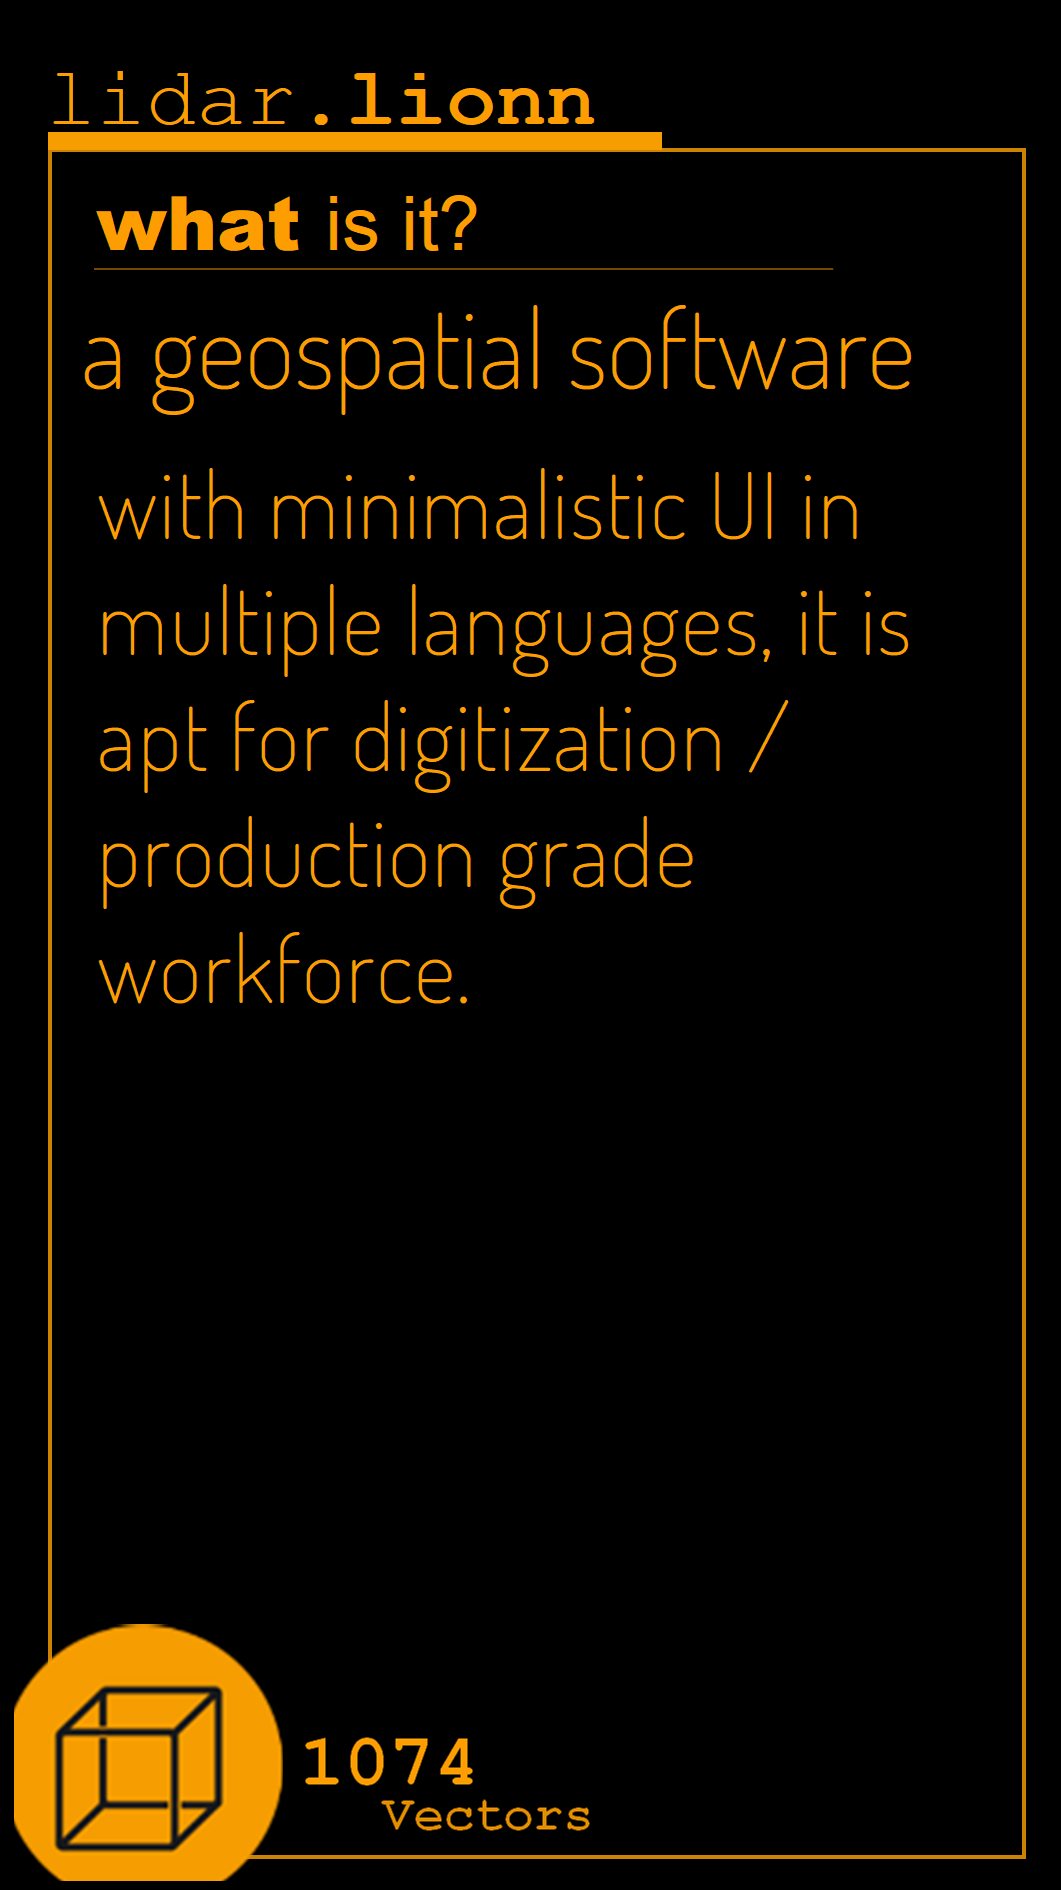 lidar.lionn
what is it?
a geospatial software
with minimalistic UI in
multiple languages, it is
apt for digitization /
production grade
workforce.
1074
Vectors